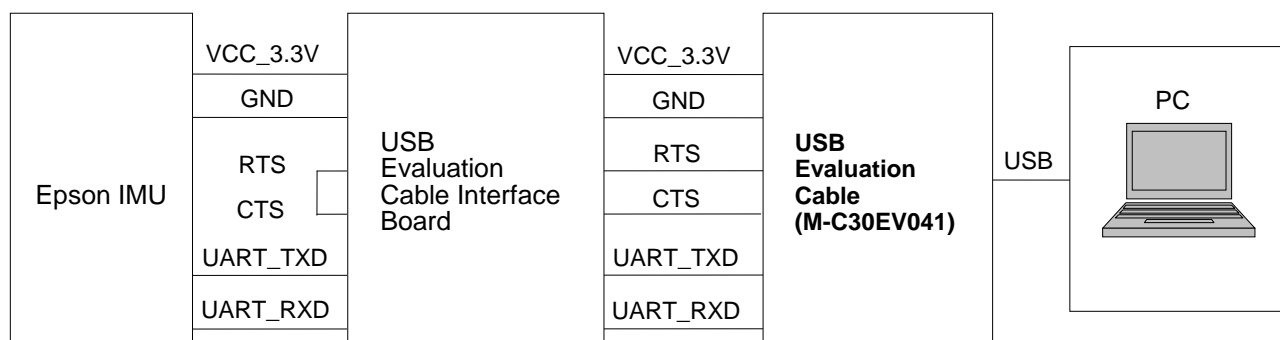 Epson IMU
VCC_3.3V
GND
RTS
CTS
UART_TXD
UART_RXD
USB
Evaluation
Cable Interface
Board
VCC_3.3V
GND
RTS
CTS
UART_TXD
UART_RXD
USB
Evaluation
Cable
(M-C30EV041)
USB
PC